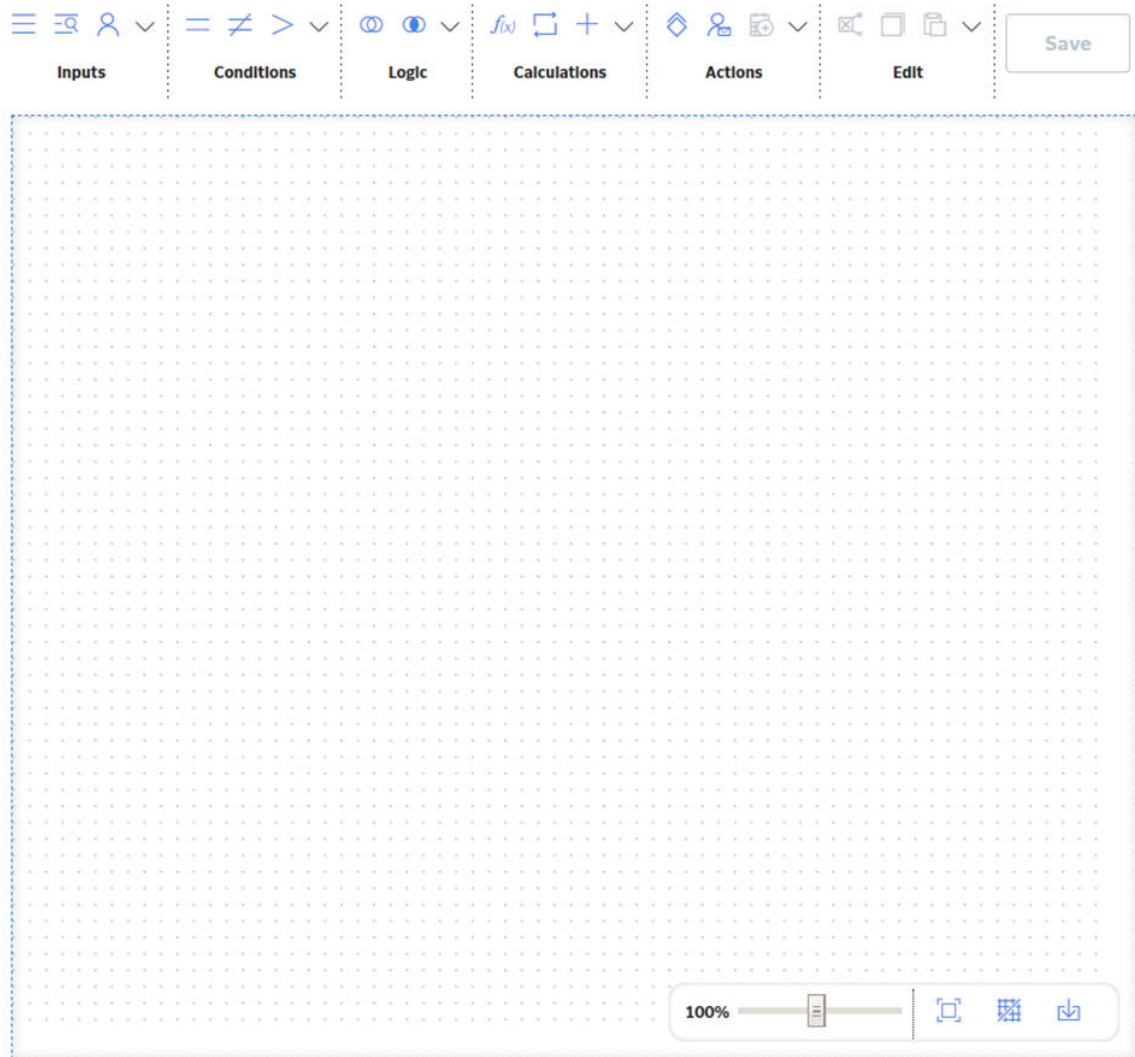 f(x)
Save
Inputs
Conditions
Logic
Calculations
Actions
Edit
100%